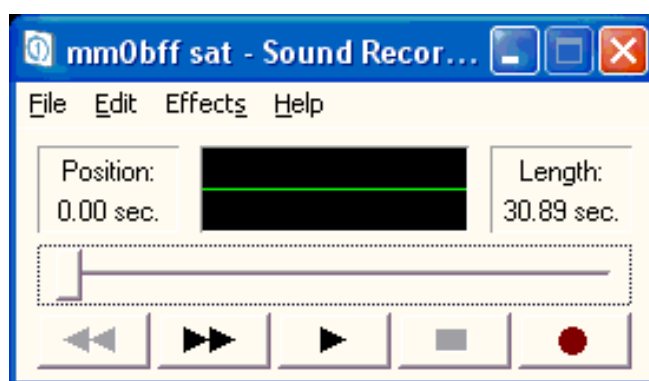 mm0bff sat - Sound Recor...
File Edit Effects Help
Position:
0.00 sec.
Length:
30.89 sec.